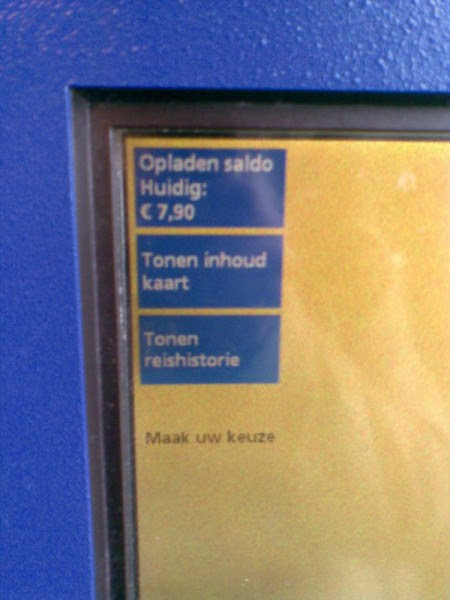 Opladen saldo
Huidig:
€ 7,90
Tonen inhoud
kaart
Tonen
reishistorie
Maak uw keuze